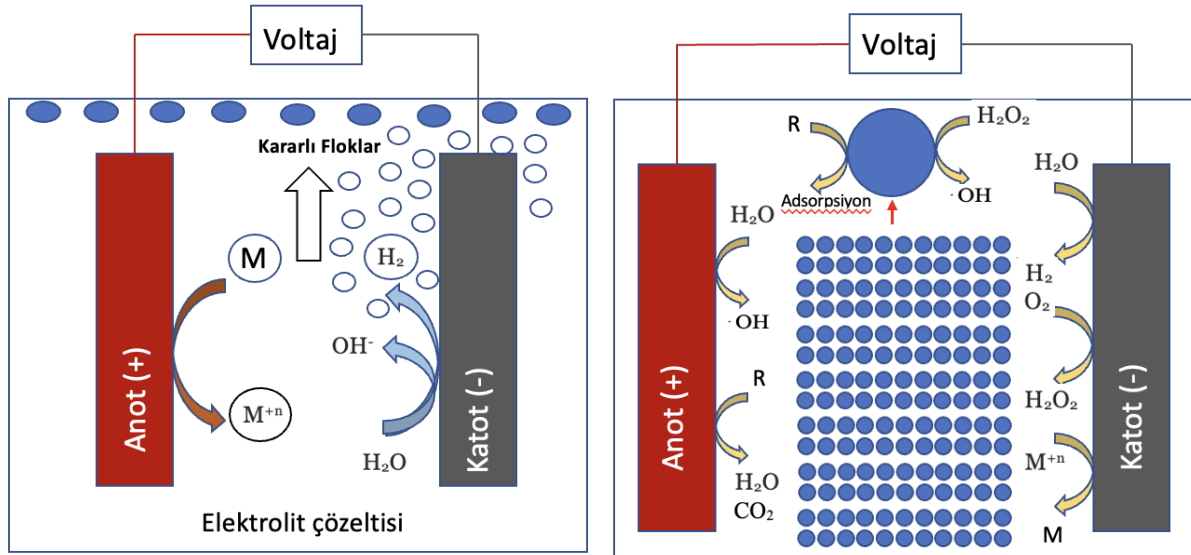 Voltaj
Kararlı Floklar
M
H₂
OH⁻
M⁺ⁿ
H₂O
Anot (+)
Katot (-)
Elektrolit çözeltisi
Voltaj
R
H₂O₂
Adsorpsiyon
·OH
H₂O
H₂O
·OH
H₂
O₂
R
H₂O₂
H₂O
CO₂
M⁺ⁿ
M
Anot (+)
Katot (-)